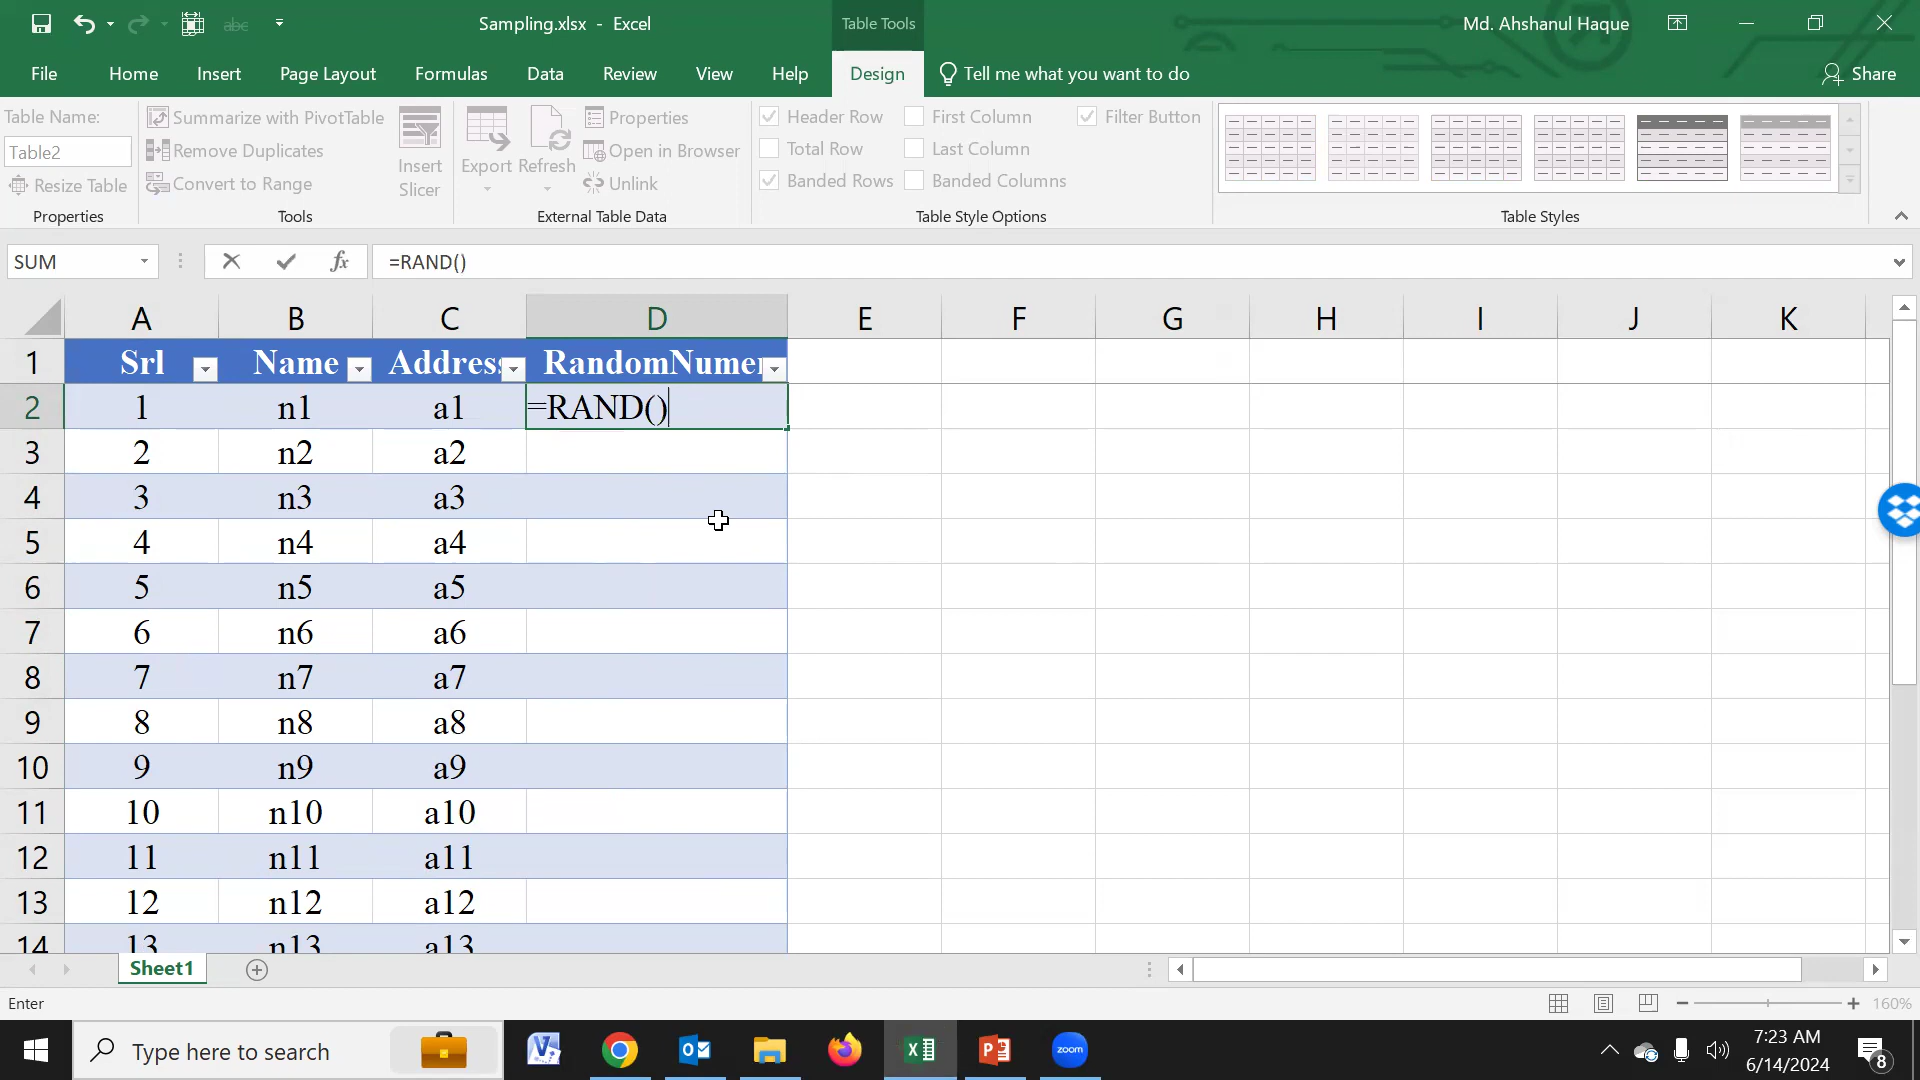 abc
Sampling.xlsx - Excel
Table Tools
Md. Ahshanul Haque
File Home Insert Page Layout Formulas Data Review View Help Design Tell me what you want to do Share
Table Name:
Table2
Resize Table
Properties
Summarize with PivotTable
Remove Duplicates
Convert to Range
Tools
Insert
Slicer
Export
Refresh
Properties
Open in Browser
Unlink
External Table Data
Header Row First Column Filter Button
Total Row Last Column
Banded Rows Banded Columns
Table Style Options
Table Styles
SUM fx =RAND()
A B C D E F G H I J K
1 Srl Name Address RandomNumer
2 1 n1 a1 =RAND()
3 2 n2 a2
4 3 n3 a3
5 4 n4 a4
6 5 n5 a5
7 6 n6 a6
8 7 n7 a7
9 8 n8 a8
10 9 n9 a9
11 10 n10 a10
12 11 n11 a11
13 12 n12 a12
14 13 n13 a13
Sheet1
Enter
160%
Type here to search
zoom
7:23 AM
6/14/2024
8